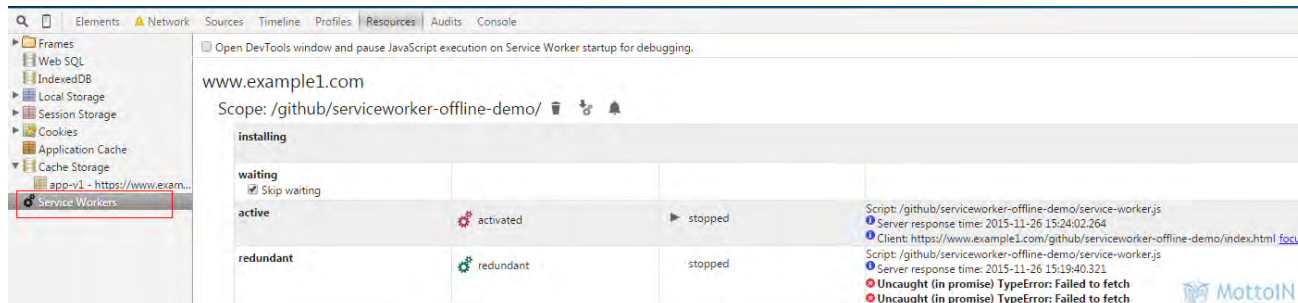 Elements Network Sources Timeline Profiles Resources Audits Console
Frames
Web SQL
IndexedDB
Local Storage
Session Storage
Cookies
Application Cache
Cache Storage
app-v1 - https://www.exam...
Service Workers
Open DevTools window and pause JavaScript execution on Service Worker startup for debugging.
www.example1.com
Scope: /github/serviceworker-offline-demo/
installing
waiting
Skip waiting
active activated stopped
Script: /github/serviceworker-offline-demo/service-worker.js
Server response time: 2015-11-26 15:24:02.264
Client: https://www.example1.com/github/serviceworker-offline-demo/index.html focu
redundant redundant stopped
Script: /github/serviceworker-offline-demo/service-worker.js
Server response time: 2015-11-26 15:19:40.321
Uncaught (in promise) TypeError: Failed to fetch
Uncaught (in promise) TypeError: Failed to fetch
MottoIN